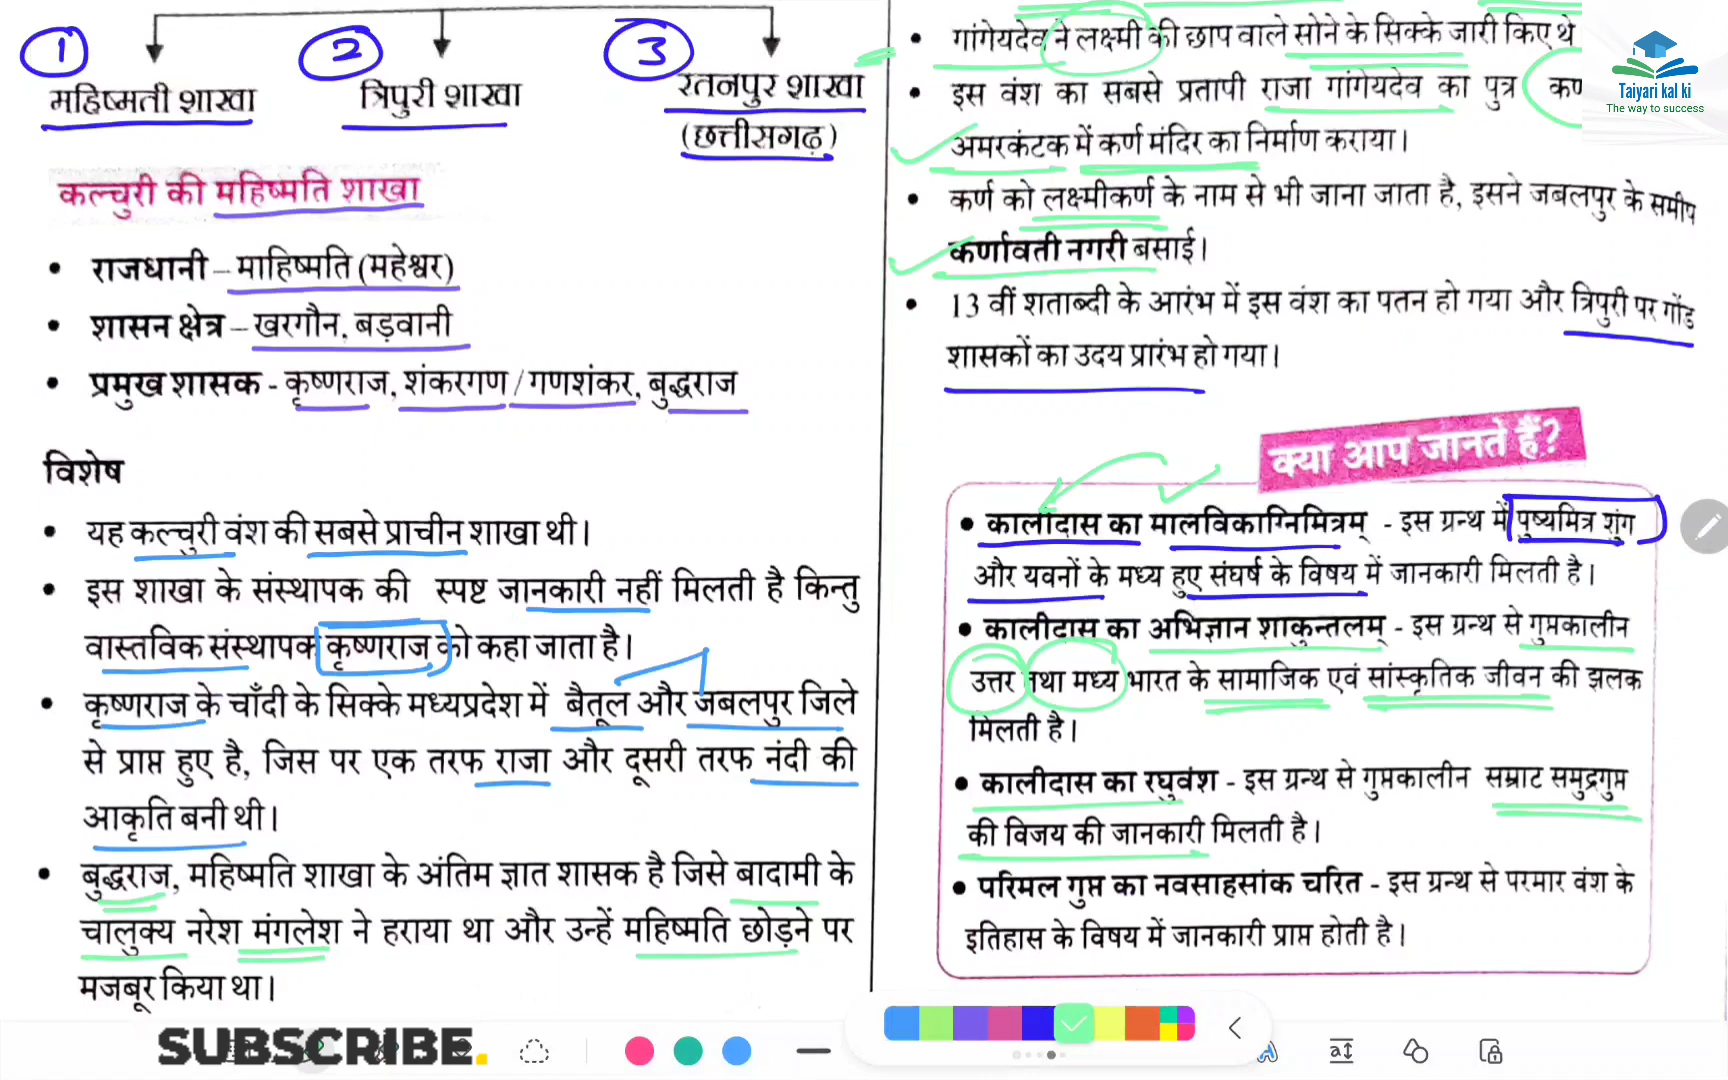 1
2
3
महिष्मती शाखा
त्रिपुरी शाखा
रतनपुर शाखा
(छत्तीसगढ़)
कल्चुरी की महिष्मति शाखा
• राजधानी – माहिष्मति (महेश्वर)
• शासन क्षेत्र – खरगौन, बड़वानी
• प्रमुख शासक - कृष्णराज, शंकरगण / गणशंकर, बुद्धराज
विशेष
• यह कल्चुरी वंश की सबसे प्राचीन शाखा थी।
• इस शाखा के संस्थापक की स्पष्ट जानकारी नहीं मिलती है किन्तु
वास्तविक संस्थापक कृष्णराज को कहा जाता है।
• कृष्णराज के चाँदी के सिक्के मध्यप्रदेश में बैतूल और जबलपुर जिले
से प्राप्त हुए है, जिस पर एक तरफ राजा और दूसरी तरफ नंदी की
आकृति बनी थी।
• बुद्धराज, महिष्मति शाखा के अंतिम ज्ञात शासक है जिसे बादामी के
चालुक्य नरेश मंगलेश ने हराया था और उन्हें महिष्मति छोड़ने पर
मजबूर किया था।
• गांगेयदेव ने लक्ष्मी की छाप वाले सोने के सिक्के जारी किए थे
• इस वंश का सबसे प्रतापी राजा गांगेयदेव का पुत्र
अमरकंटक में कर्ण मंदिर का निर्माण कराया।
• कर्ण को लक्ष्मीकर्ण के नाम से भी जाना जाता है, इसने जबलपुर के समीप
कर्णावती नगरी बसाई।
• 13 वीं शताब्दी के आरंभ में इस वंश का पतन हो गया और त्रिपुरी पर गोंड
शासकों का उदय प्रारंभ हो गया।
क्या आप जानते हैं?
• कालीदास का मालविकाग्निमित्रम् - इस ग्रन्थ में पुष्यमित्र शुंग
और यवनों के मध्य हुए संघर्ष के विषय में जानकारी मिलती है।
• कालीदास का अभिज्ञान शाकुन्तलम् - इस ग्रन्थ से गुप्तकालीन
उत्तर तथा मध्य भारत के सामाजिक एवं सांस्कृतिक जीवन की झलक
मिलती है।
• कालीदास का रघुवंश - इस ग्रन्थ से गुप्तकालीन सम्राट समुद्रगुप्त
की विजय की जानकारी मिलती है।
• परिमल गुप्त का नवसाहसांक चरित - इस ग्रन्थ से परमार वंश के
इतिहास के विषय में जानकारी प्राप्त होती है।
Taiyari kal ki
The way to success
SUBSCRIBE.